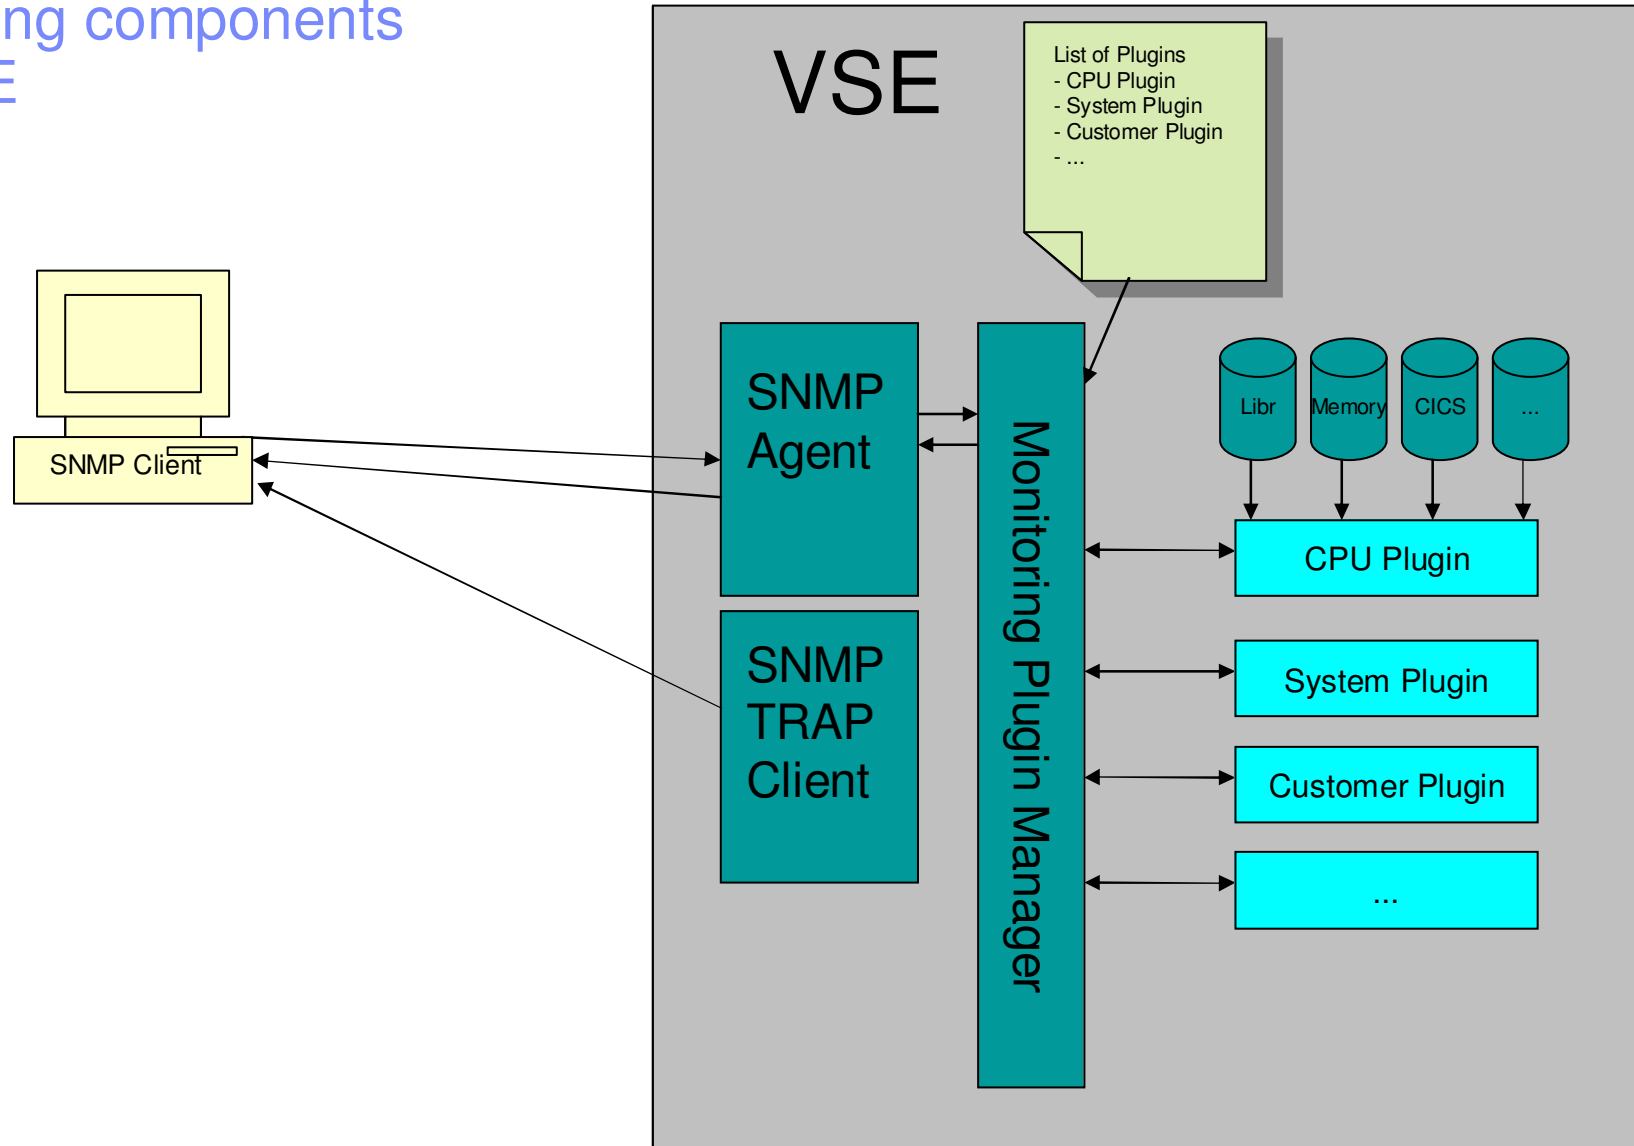 ng components
E
VSE
List of Plugins
- CPU Plugin
- System Plugin
- Customer Plugin
- ...
SNMP Client
SNMP
Agent
SNMP
TRAP
Client
Monitoring Plugin Manager
Libr
Memory
CICS
...
CPU Plugin
System Plugin
Customer Plugin
...